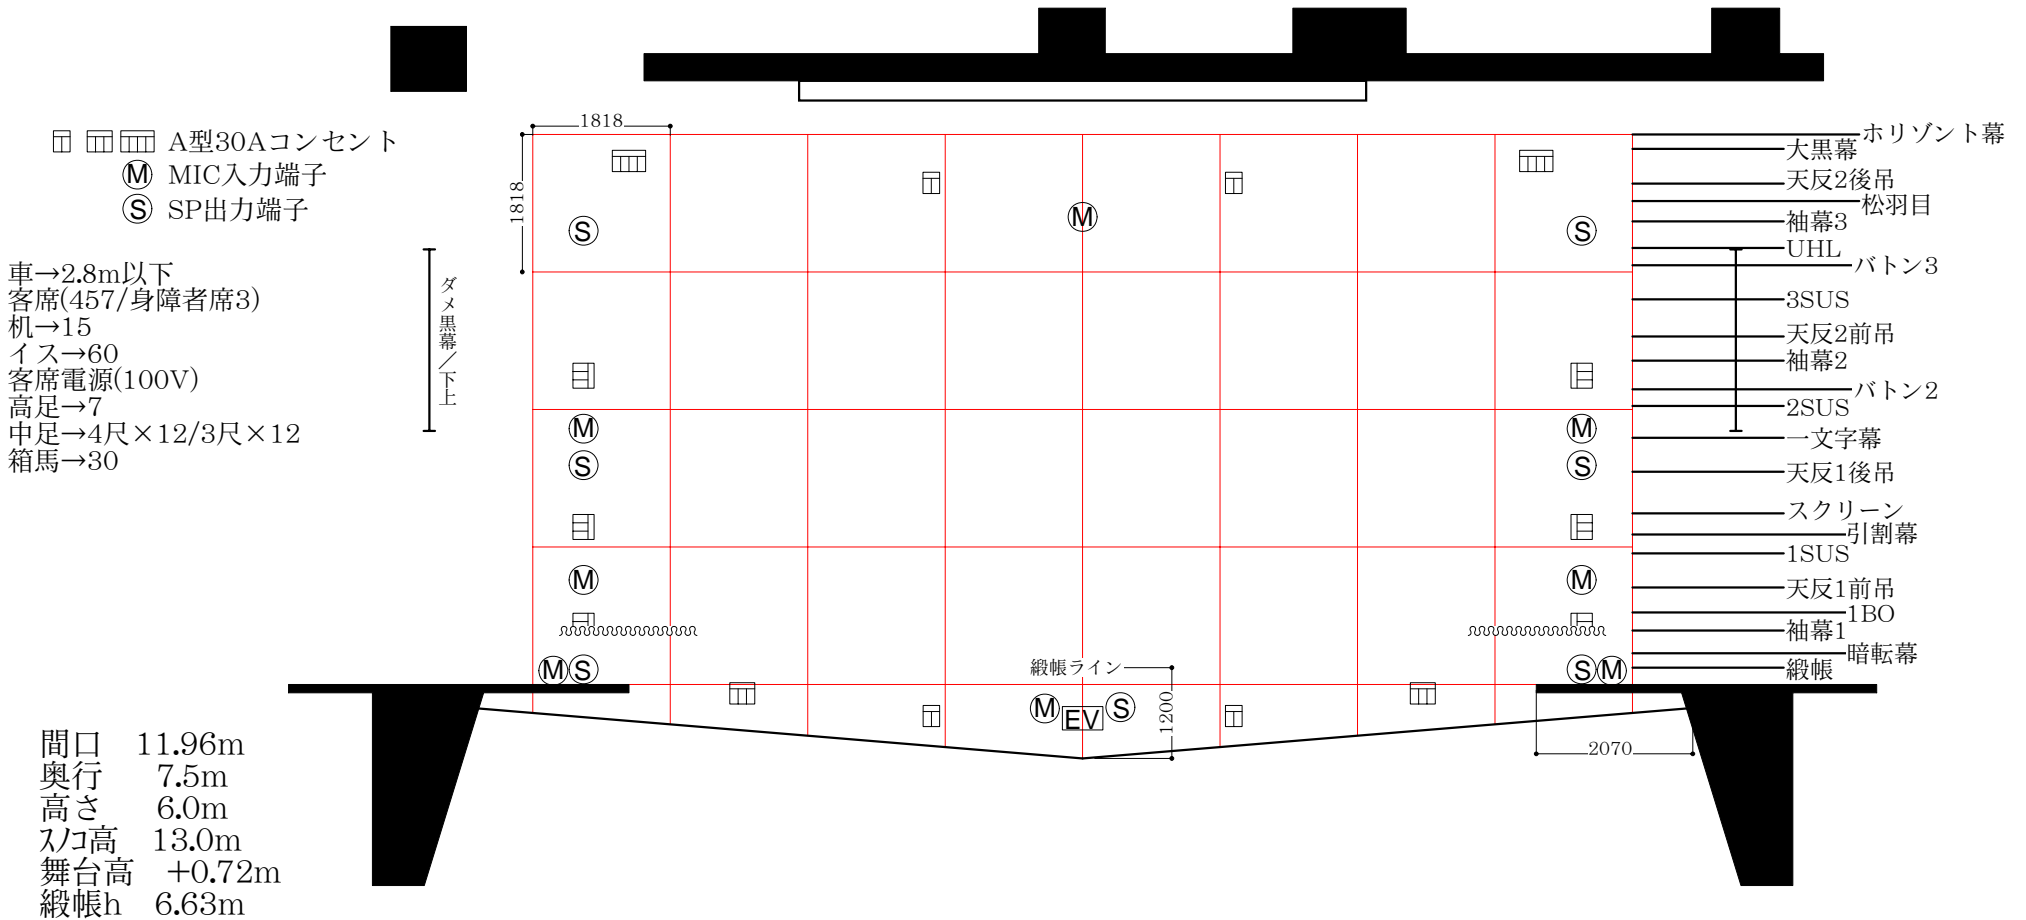 A型30Aコンセント
M MIC入力端子
S SP出力端子
車→2.8m以下
客席(457/身障者席3)
机→15
イス→60
客席電源(100V)
高足→7
中足→4尺×12/3尺×12
箱馬→30
ダメ黒幕/下上
1818
1818
S
M
S
M
M
S
S
M
M
M S
S M
緞帳ライン
M
EV
S
1200
2070
ホリゾント幕
大黒幕
天反2後吊
松羽目
袖幕3
UHL
バトン3
3SUS
天反2前吊
袖幕2
バトン2
2SUS
一文字幕
天反1後吊
スクリーン
引割幕
1SUS
天反1前吊
1BO
袖幕1
暗転幕
緞帳
間口 11.96m
奥行 7.5m
高さ 6.0m
スノコ高 13.0m
舞台高 +0.72m
緞帳h 6.63m